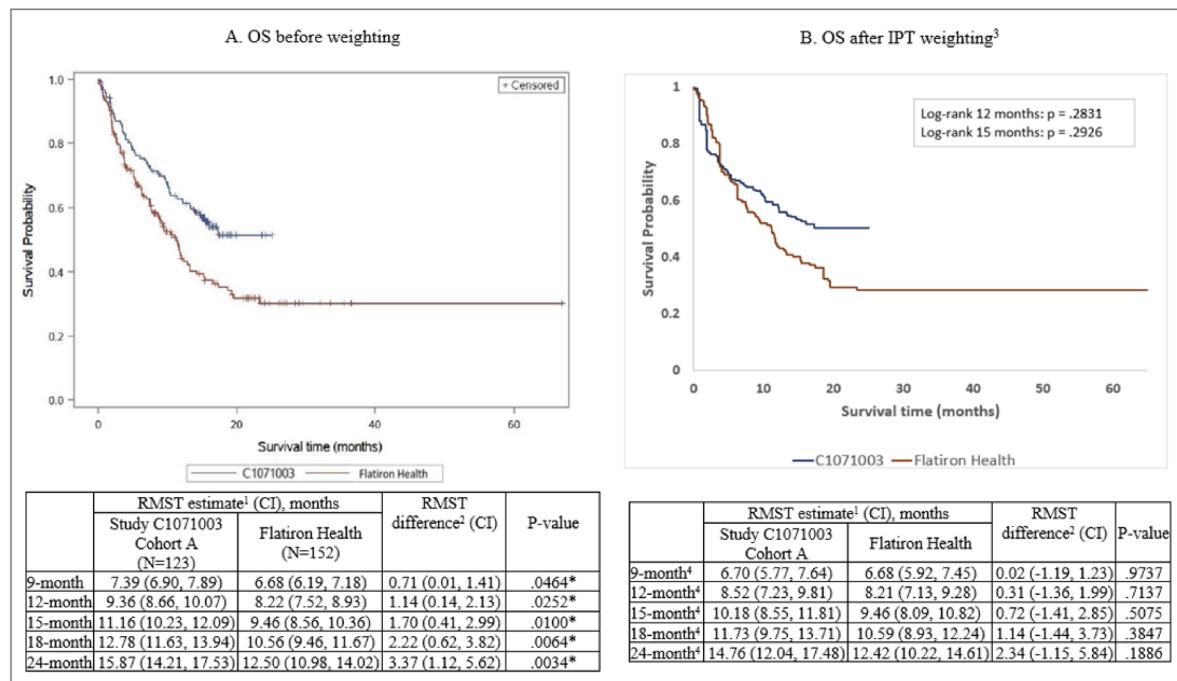 A. OS before weighting
1.0
0.8
0.6
0.4
0.2
0.0
Survival Probability
+ Censored
0 20 40 60
Survival time (months)
C1071003 Flatiron Health
RMST estimate¹ (CI), months RMST difference² (CI) P-value
Study C1071003 Cohort A (N=123) Flatiron Health (N=152)
9-month 7.39 (6.90, 7.89) 6.68 (6.19, 7.18) 0.71 (0.01, 1.41) .0464*
12-month 9.36 (8.66, 10.07) 8.22 (7.52, 8.93) 1.14 (0.14, 2.13) .0252*
15-month 11.16 (10.23, 12.09) 9.46 (8.56, 10.36) 1.70 (0.41, 2.99) .0100*
18-month 12.78 (11.63, 13.94) 10.56 (9.46, 11.67) 2.22 (0.62, 3.82) .0064*
24-month 15.87 (14.21, 17.53) 12.50 (10.98, 14.02) 3.37 (1.12, 5.62) .0034*
B. OS after IPT weighting³
1
0.8
0.6
0.4
0.2
0
Survival Probability
Log-rank 12 months: p = .2831
Log-rank 15 months: p = .2926
0 10 20 30 40 50 60
Survival time (months)
C1071003 Flatiron Health
RMST estimate¹ (CI), months RMST difference² (CI) P-value
Study C1071003 Cohort A Flatiron Health
9-month⁴ 6.70 (5.77, 7.64) 6.68 (5.92, 7.45) 0.02 (-1.19, 1.23) .9737
12-month⁴ 8.52 (7.23, 9.81) 8.21 (7.13, 9.28) 0.31 (-1.36, 1.99) .7137
15-month⁴ 10.18 (8.55, 11.81) 9.46 (8.09, 10.82) 0.72 (-1.41, 2.85) .5075
18-month⁴ 11.73 (9.75, 13.71) 10.59 (8.93, 12.24) 1.14 (-1.44, 3.73) .3847
24-month⁴ 14.76 (12.04, 17.48) 12.42 (10.22, 14.61) 2.34 (-1.15, 5.84) .1886